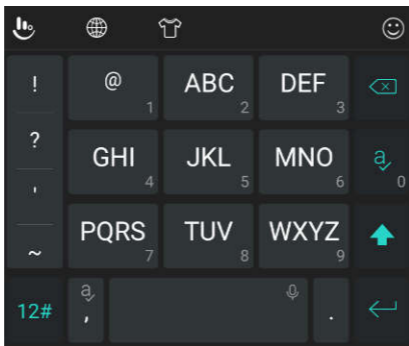 ! @ 1 ABC 2 DEF 3
? GHI 4 JKL 5 MNO 6 a 0
'
~ PQRS 7 TUV 8 WXYZ 9
12# a , .